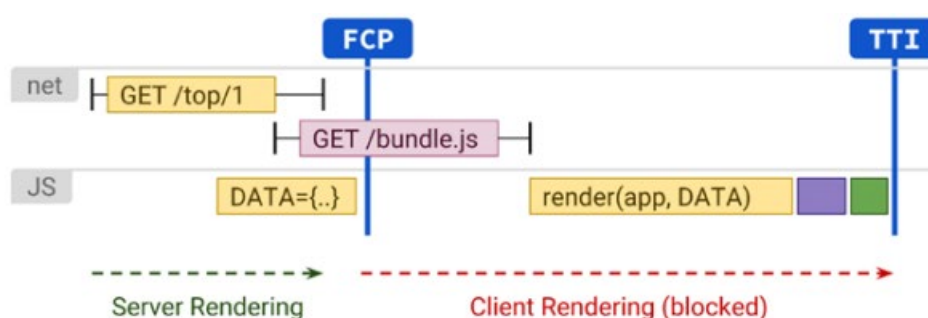 FCP
TTI
net
GET /top/1
GET /bundle.js
JS
DATA={..}
render(app, DATA)
Server Rendering
Client Rendering (blocked)